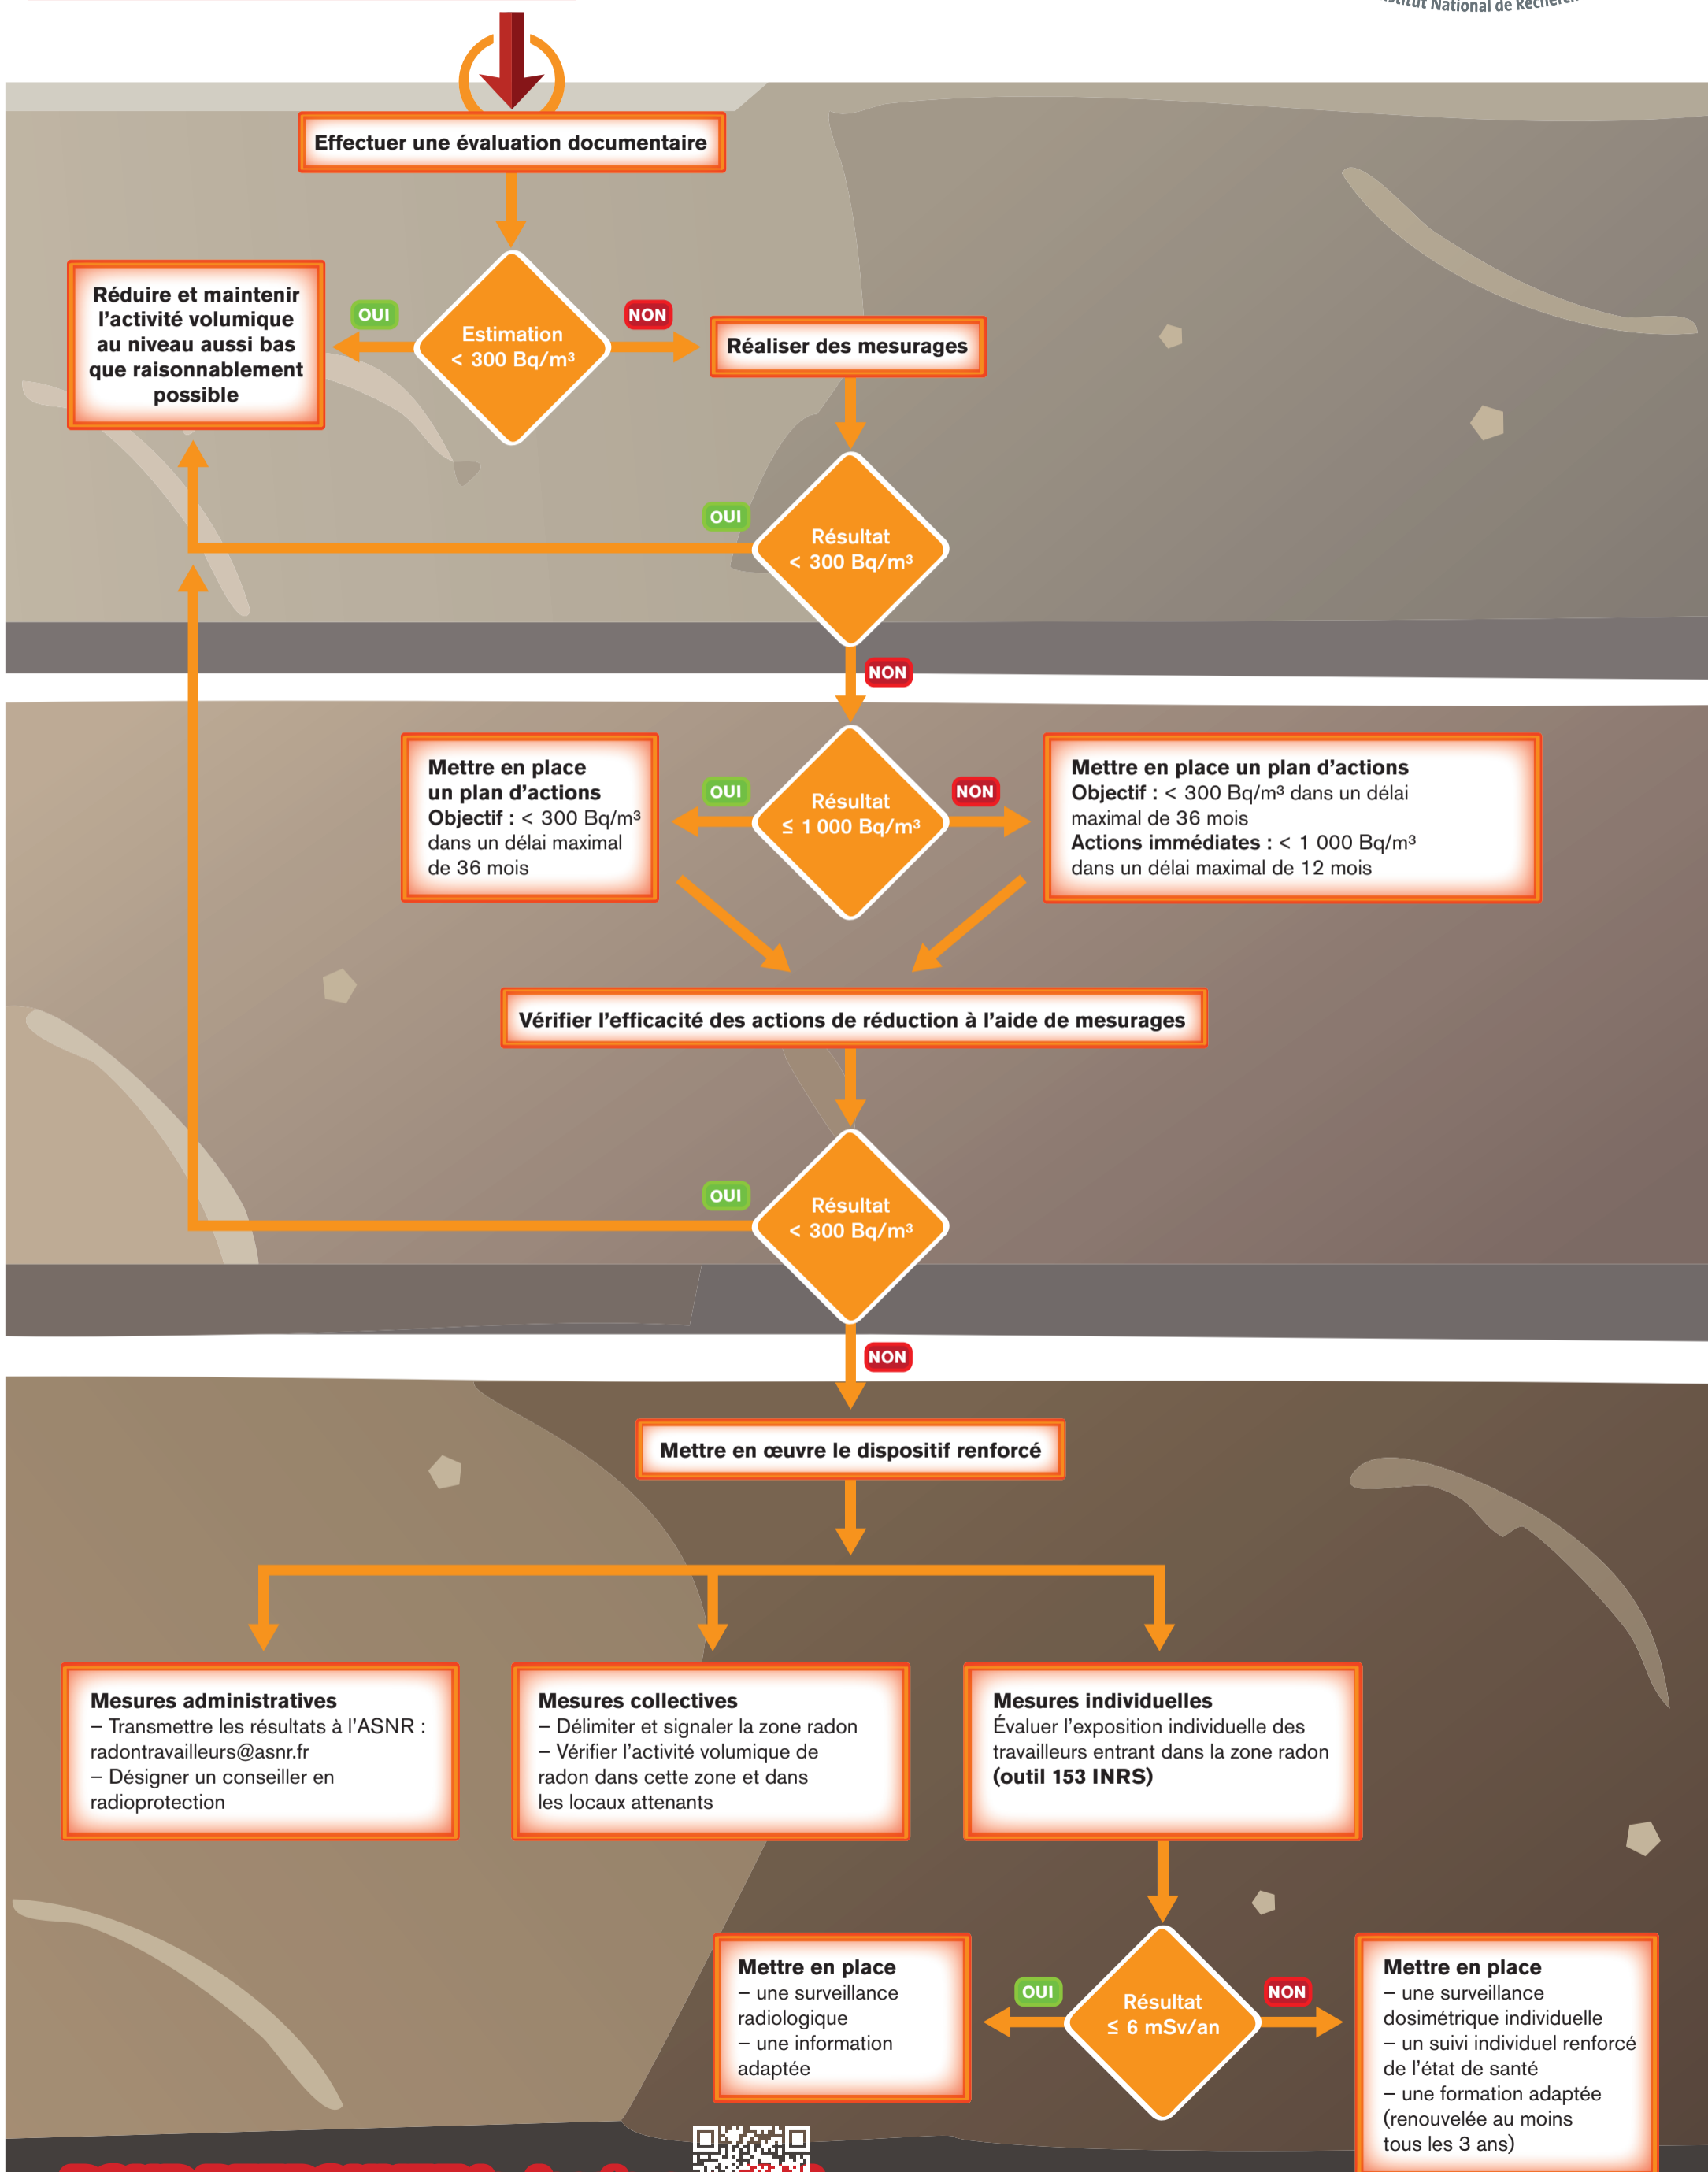 Institut National de Recherche
Effectuer une évaluation documentaire
Réduire et maintenir
l’activité volumique
au niveau aussi bas
que raisonnablement
possible
OUI
Estimation
< 300 Bq/m³
NON
Réaliser des mesurages
OUI
Résultat
< 300 Bq/m³
NON
Mettre en place
un plan d’actions
Objectif : < 300 Bq/m³
dans un délai maximal
de 36 mois
OUI
Résultat
≤ 1 000 Bq/m³
NON
Mettre en place un plan d’actions
Objectif : < 300 Bq/m³ dans un délai
maximal de 36 mois
Actions immédiates : < 1 000 Bq/m³
dans un délai maximal de 12 mois
Vérifier l’efficacité des actions de réduction à l’aide de mesurages
OUI
Résultat
< 300 Bq/m³
NON
Mettre en œuvre le dispositif renforcé
Mesures administratives
– Transmettre les résultats à l’ASNR :
radontravailleurs@asnr.fr
– Désigner un conseiller en
radioprotection
Mesures collectives
– Délimiter et signaler la zone radon
– Vérifier l’activité volumique de
radon dans cette zone et dans
les locaux attenants
Mesures individuelles
Évaluer l’exposition individuelle des
travailleurs entrant dans la zone radon
(outil 153 INRS)
Mettre en place
– une surveillance
radiologique
– une information
adaptée
OUI
Résultat
≤ 6 mSv/an
NON
Mettre en place
– une surveillance
dosimétrique individuelle
– un suivi individuel renforcé
de l’état de santé
– une formation adaptée
(renouvelée au moins
tous les 3 ans)